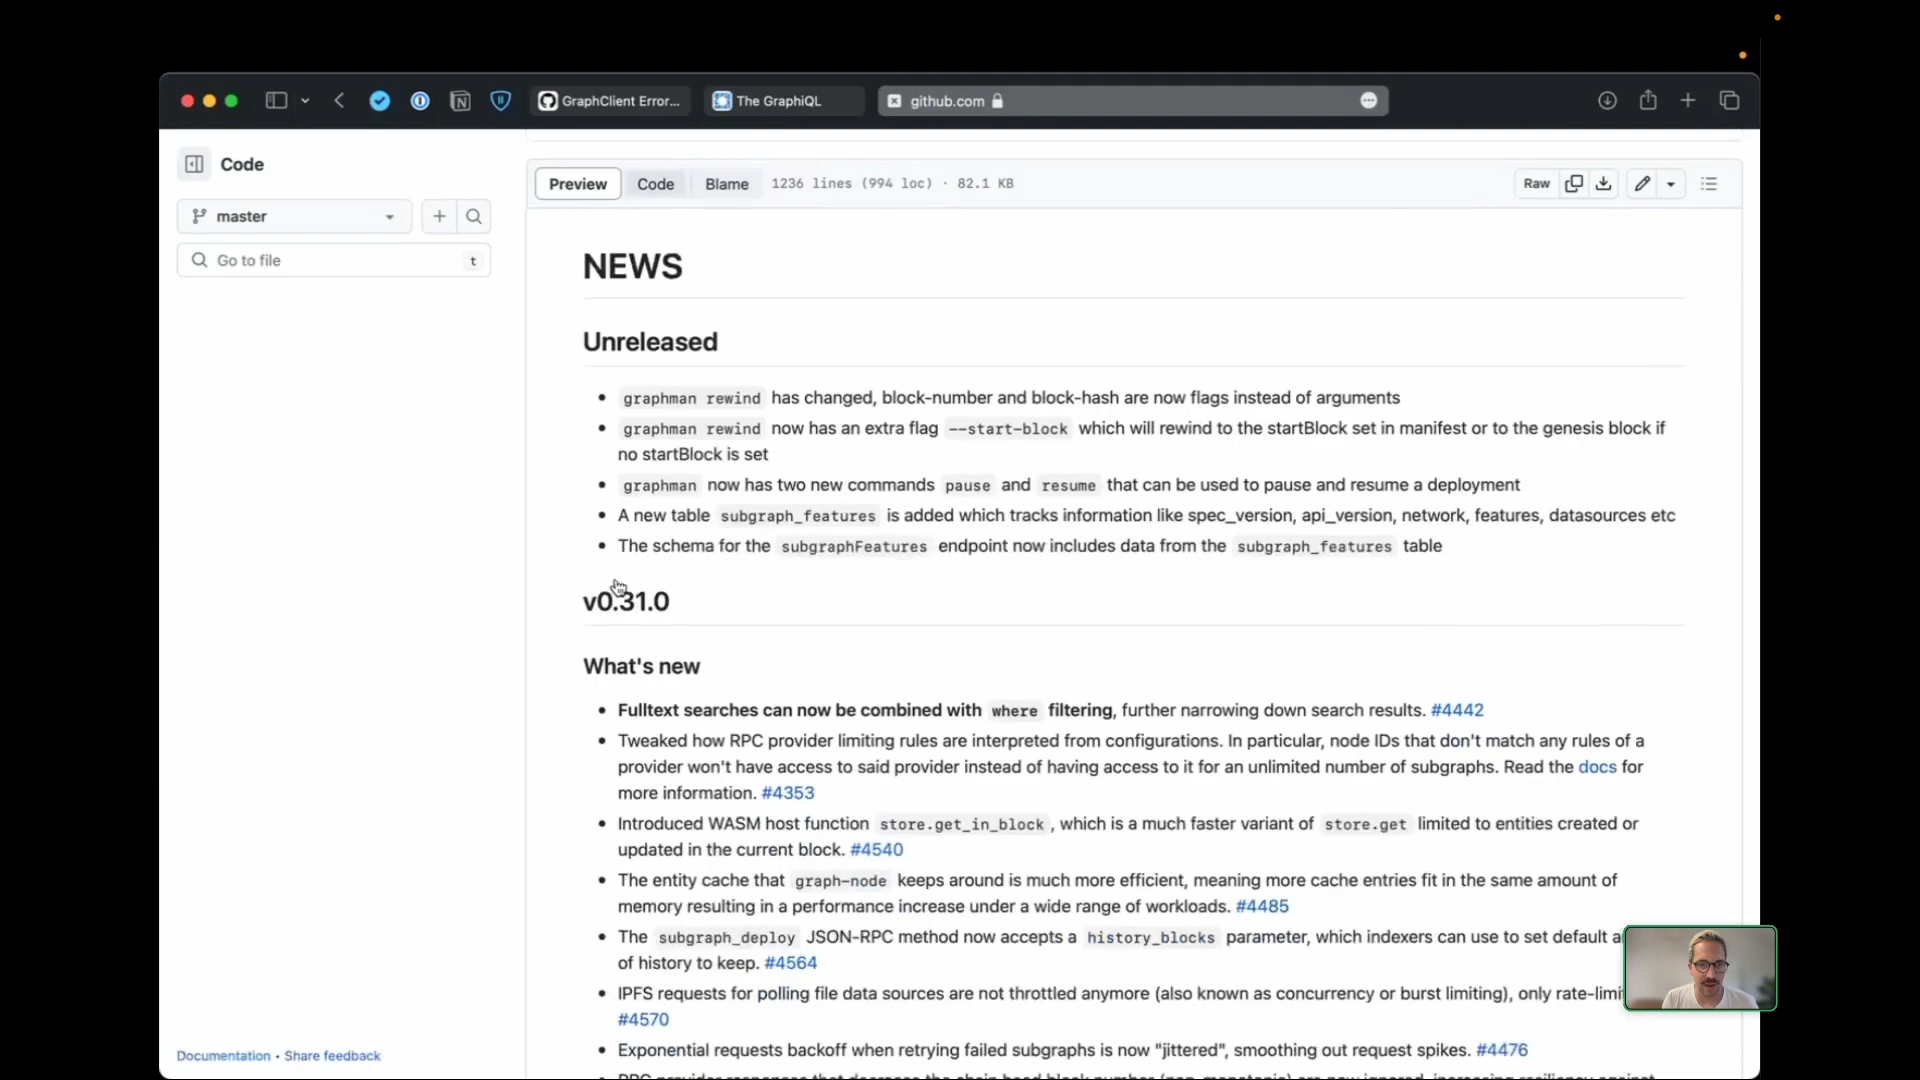 GraphClient Error...
The GraphiQL
github.com
Code
master
Go to file
t
Preview
Code
Blame
1236 lines (994 loc) · 82.1 KB
Raw
NEWS
Unreleased
graphman rewind has changed, block-number and block-hash are now flags instead of arguments
graphman rewind now has an extra flag --start-block which will rewind to the startBlock set in manifest or to the genesis block if
no startBlock is set
graphman now has two new commands pause and resume that can be used to pause and resume a deployment
A new table subgraph_features is added which tracks information like spec_version, api_version, network, features, datasources etc
The schema for the subgraphFeatures endpoint now includes data from the subgraph_features table
v0.31.0
What's new
Fulltext searches can now be combined with where filtering, further narrowing down search results. #4442
Tweaked how RPC provider limiting rules are interpreted from configurations. In particular, node IDs that don't match any rules of a
provider won't have access to said provider instead of having access to it for an unlimited number of subgraphs. Read the docs for
more information. #4353
Introduced WASM host function store.get_in_block, which is a much faster variant of store.get limited to entities created or
updated in the current block. #4540
The entity cache that graph-node keeps around is much more efficient, meaning more cache entries fit in the same amount of
memory resulting in a performance increase under a wide range of workloads. #4485
The subgraph_deploy JSON-RPC method now accepts a history_blocks parameter, which indexers can use to set default
of history to keep. #4564
IPFS requests for polling file data sources are not throttled anymore (also known as concurrency or burst limiting), only
#4570
Exponential requests backoff when retrying failed subgraphs is now "jittered", smoothing out request spikes. #4476
Documentation • Share feedback